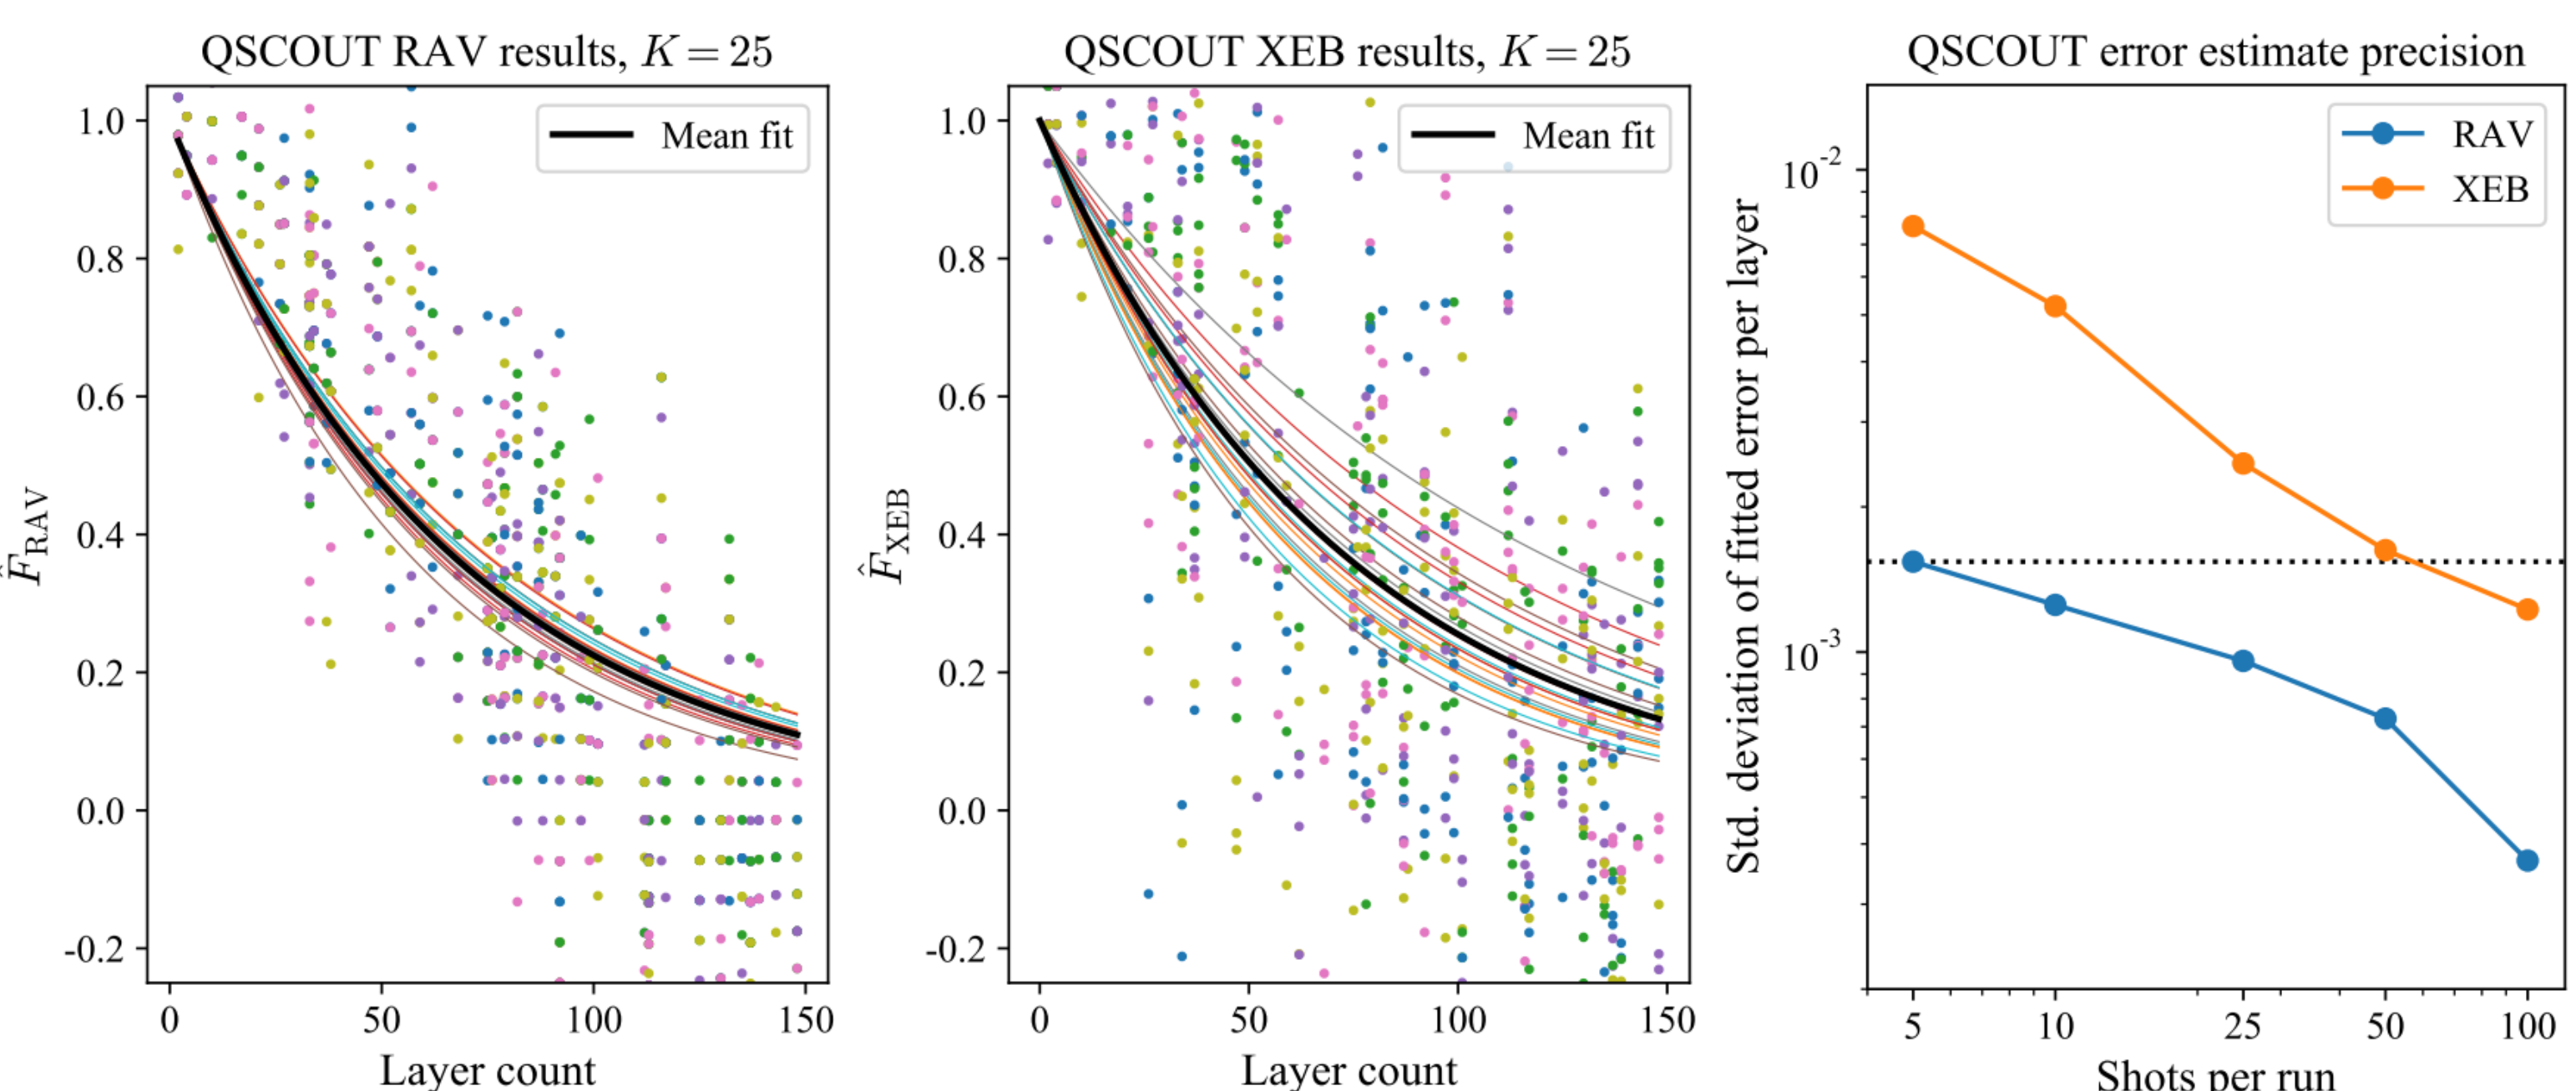 QSCOUT RAV results, K = 25
Mean fit
1.0
0.8
0.6
0.4
0.2
0.0
-0.2
F̂RAV
0
50
100
150
Layer count
QSCOUT XEB results, K = 25
Mean fit
1.0
0.8
0.6
0.4
0.2
0.0
-0.2
F̂XEB
0
50
100
150
Layer count
QSCOUT error estimate precision
RAV
XEB
10⁻²
10⁻³
Std. deviation of fitted error per layer
5
10
25
50
100
Shots per run